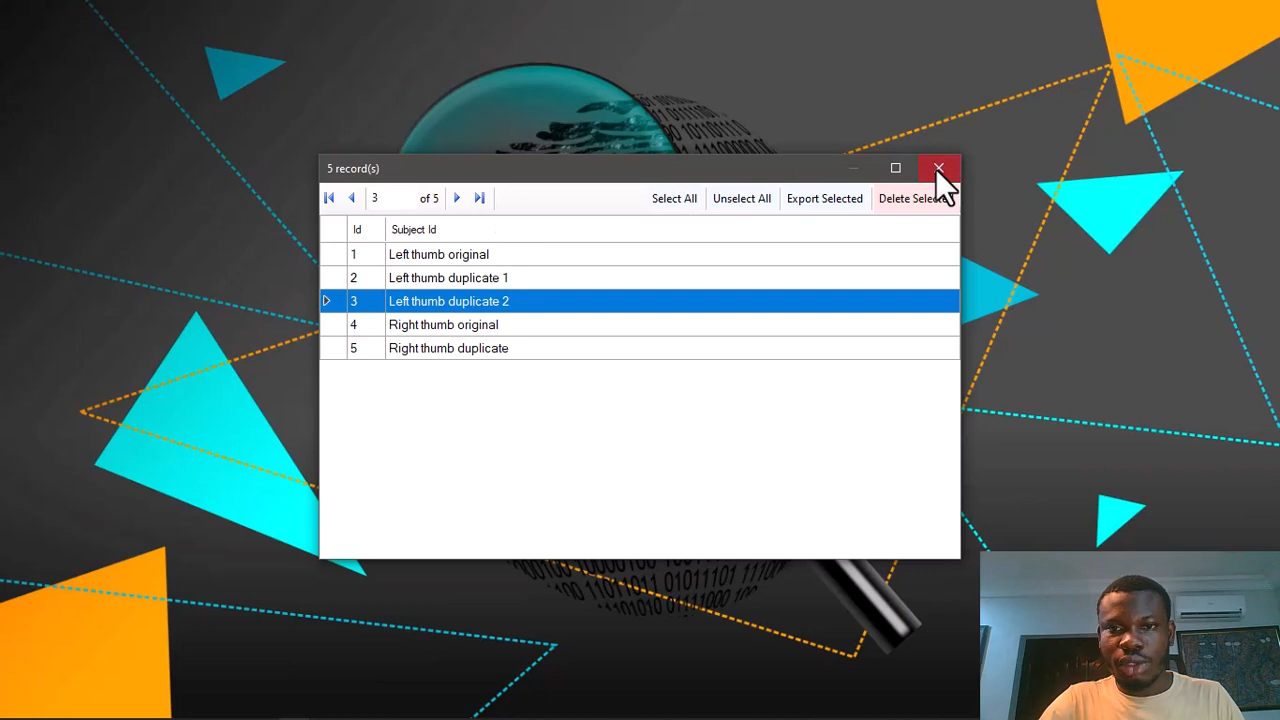 5 record(s)
3 of 5 Select All Unselect All Export Selected Delete
Id Subject Id
1 Left thumb original
2 Left thumb duplicate 1
3 Left thumb duplicate 2
4 Right thumb original
5 Right thumb duplicate